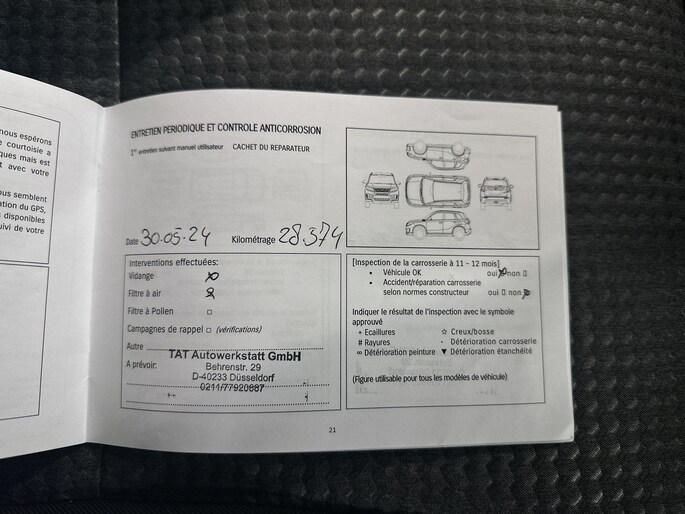 nous espérons
e courtoisie a
ques mais est
t avec votre
ous semblent
ation du GPS,
s disponibles
uivi de votre
ENTRETIEN PERIODIQUE ET CONTROLE ANTICORROSION
1er entretien suivant manuel utilisateur CACHET DU REPARATEUR
Date 30.05.24 Kilométrage 28.374
Interventions effectuées:
Vidange
Filtre à air
Filtre à Pollen □
Campagnes de rappel □ (vérifications)
Autre
A prévoir:
TAT Autowerkstatt GmbH
Behrenstr. 29
D-40233 Düsseldorf
0211/77920887
[Inspection de la carrosserie à 11 - 12 mois]
• Véhicule OK oui non □
• Accident/réparation carrosserie
selon normes constructeur oui □ non
Indiquer le résultat de l'inspection avec le symbole
approuvé
+ Ecaillures ☆ Creux/bosse
# Rayures · Détérioration carrosserie
∞ Détérioration peinture ▼ Détérioration étanchéité
(Figure utilisable pour tous les modèles de véhicule)
21